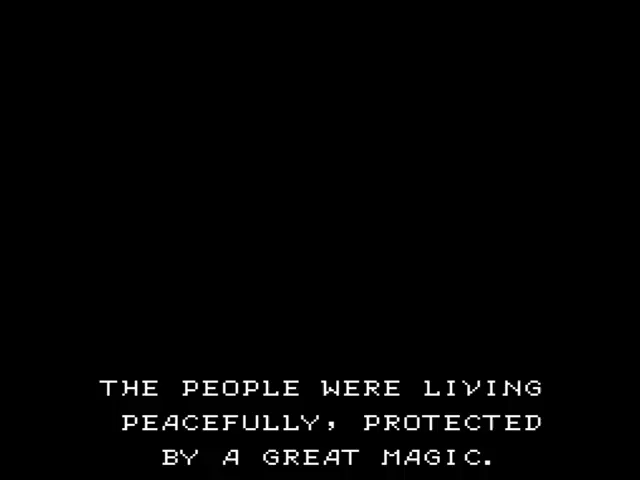 THE PEOPLE WERE LIVING
PEACEFULLY, PROTECTED
BY A GREAT MAGIC.